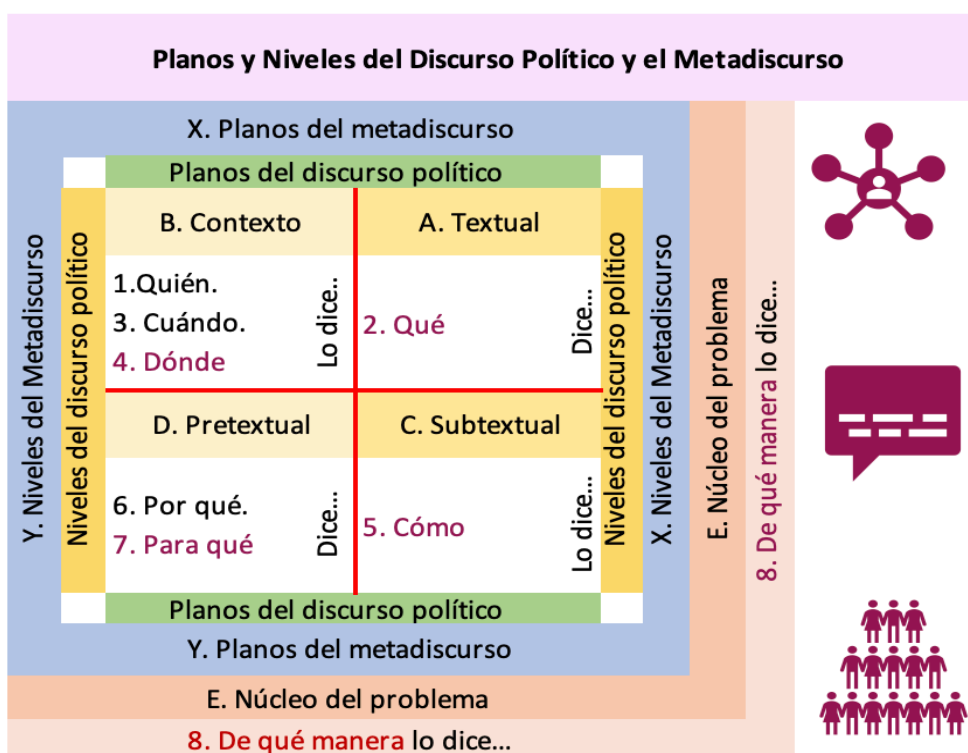 Planos y Niveles del Discurso Político y el Metadiscurso
X. Planos del metadiscurso
Planos del discurso político
Y. Niveles del Metadiscurso
Niveles del discurso político
B. Contexto
1.Quién.
3. Cuándo.
4. Dónde
Lo dice..
A. Textual
2. Qué
Dice...
D. Pretextual
6. Por qué.
7. Para qué
Dice...
C. Subtextual
5. Cómo
Lo dice...
Niveles del discurso político
X. Niveles del Metadiscurso
E. Núcleo del problema
8. De qué manera lo dice...
Planos del discurso político
Y. Planos del metadiscurso
E. Núcleo del problema
8. De qué manera lo dice...